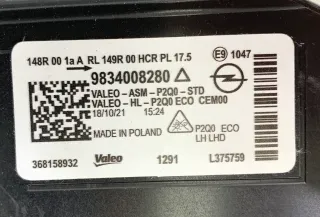 148R 00 1a A RL 149R 00 HCR PL 17.5 E9 1047
9834008280
VALEO - ASM - P2Q0 - STD
VALEO - HL - P2Q0 ECO CEM00
18/10/21 15:24
MADE IN POLAND P2Q0 ECO
LH LHD
368158932 Valeo 1291 L375759